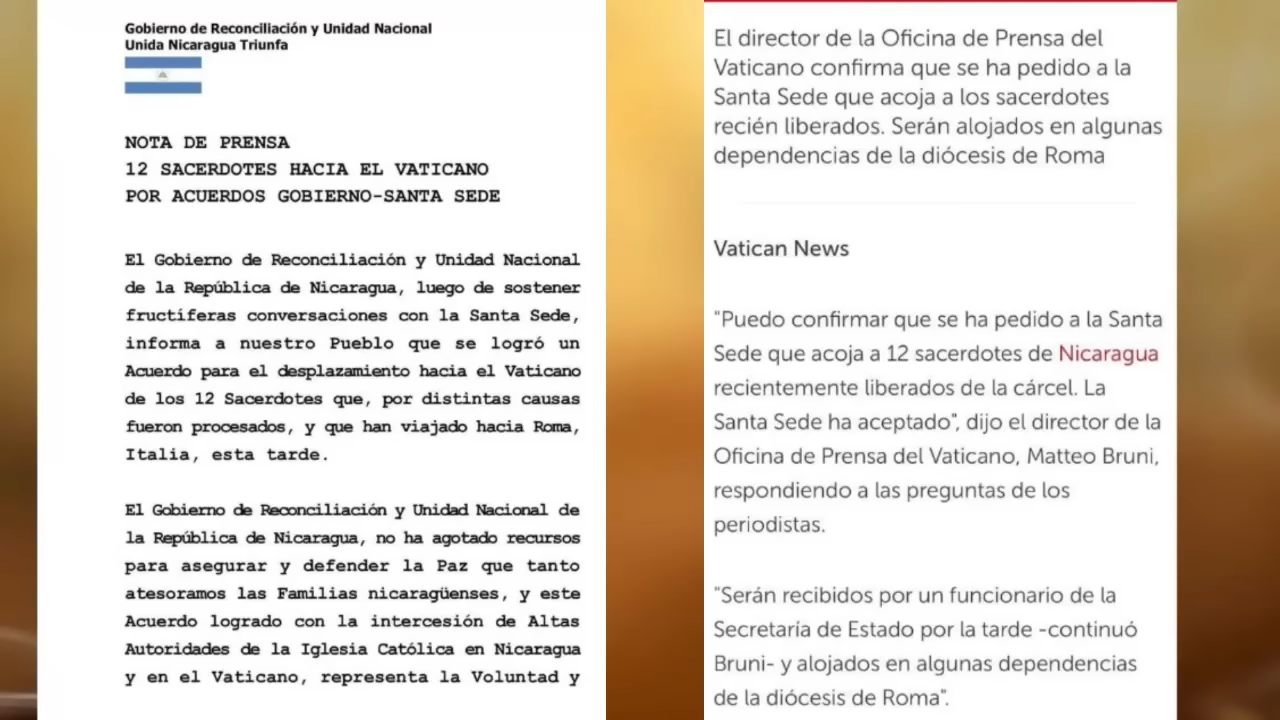 Gobierno de Reconciliación y Unidad Nacional
Unida Nicaragua Triunfa
NOTA DE PRENSA
12 SACERDOTES HACIA EL VATICANO
POR ACUERDOS GOBIERNO-SANTA SEDE
El Gobierno de Reconciliación y Unidad Nacional
de la República de Nicaragua, luego de sostener
fructíferas conversaciones con la Santa Sede,
informa a nuestro Pueblo que se logró un
Acuerdo para el desplazamiento hacia el Vaticano
de los 12 Sacerdotes que, por distintas causas
fueron procesados, y que han viajado hacia Roma,
Italia, esta tarde.
El Gobierno de Reconciliación y Unidad Nacional de
la República de Nicaragua, no ha agotado recursos
para asegurar y defender la Paz que tanto
atesoramos las Familias nicaragüenses, y este
Acuerdo logrado con la intercesión de Altas
Autoridades de la Iglesia Católica en Nicaragua
y en el Vaticano, representa la Voluntad y
El director de la Oficina de Prensa del
Vaticano confirma que se ha pedido a la
Santa Sede que acoja a los sacerdotes
recién liberados. Serán alojados en algunas
dependencias de la diócesis de Roma
Vatican News
"Puedo confirmar que se ha pedido a la Santa
Sede que acoja a 12 sacerdotes de Nicaragua
recientemente liberados de la cárcel. La
Santa Sede ha aceptado", dijo el director de la
Oficina de Prensa del Vaticano, Matteo Bruni,
respondiendo a las preguntas de los
periodistas.
"Serán recibidos por un funcionario de la
Secretaría de Estado por la tarde -continuó
Bruni- y alojados en algunas dependencias
de la diócesis de Roma".